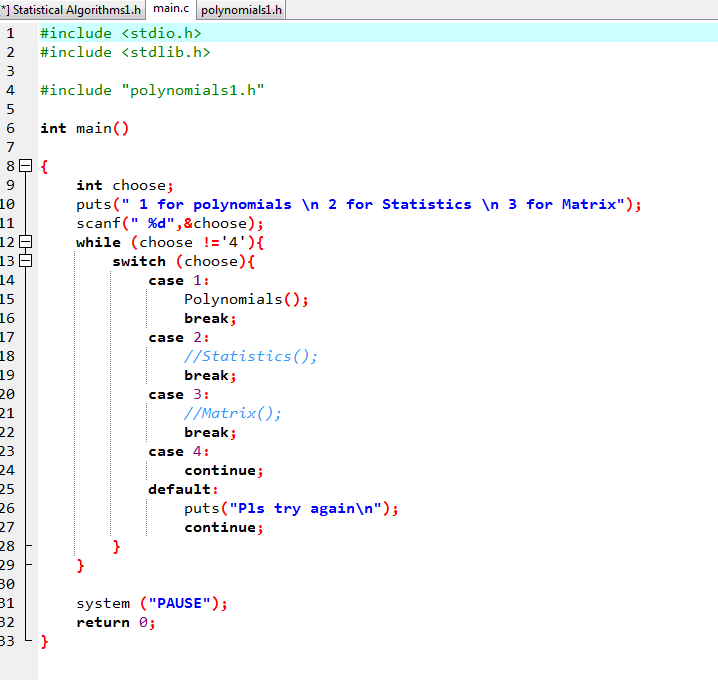 *] Statistical Algorithms1.h main.c polynomials1.h
1 #include <stdio.h>
2 #include <stdlib.h>
3
4 #include "polynomials1.h"
5
6 int main()
7
8 {
9 int choose;
10 puts(" 1 for polynomials \n 2 for Statistics \n 3 for Matrix");
11 scanf(" %d",&choose);
12 while (choose !='4'){
13 switch (choose){
14 case 1:
15 Polynomials();
16 break;
17 case 2:
18 //Statistics();
19 break;
20 case 3:
21 //Matrix();
22 break;
23 case 4:
24 continue;
25 default:
26 puts("Pls try again\n");
27 continue;
28 }
29 }
30
31 system ("PAUSE");
32 return 0;
33 }